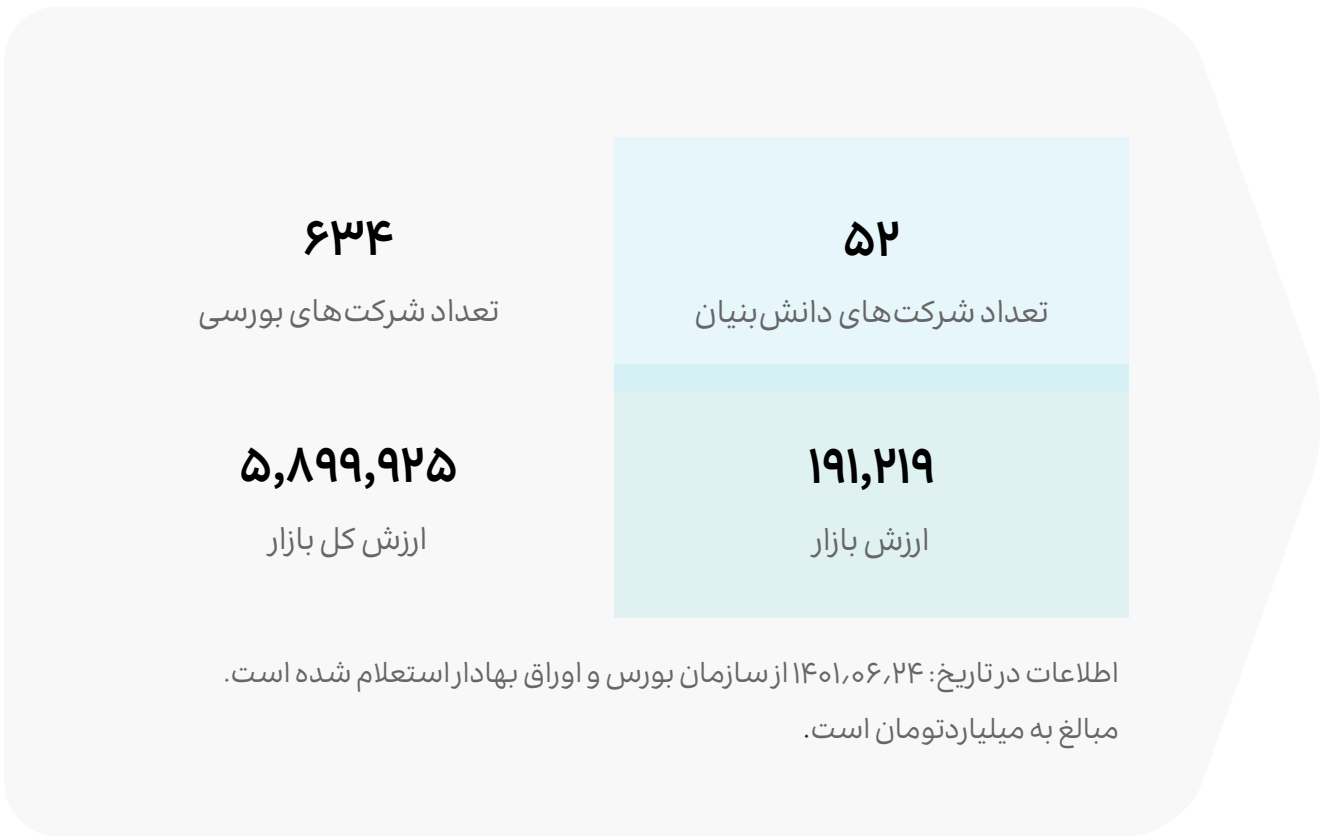 ۵۲
تعداد شرکت‌های دانش‌بنیان
۶۳۴
تعداد شرکت‌های بورسی
۱۹۱,۲۱۹
ارزش بازار
۵,۸۹۹,۹۲۵
ارزش کل بازار
اطلاعات در تاریخ: ۱۴۰۱٫۰۶٫۲۴ از سازمان بورس و اوراق بهادار استعلام شده است.
مبالغ به میلیاردتومان است.